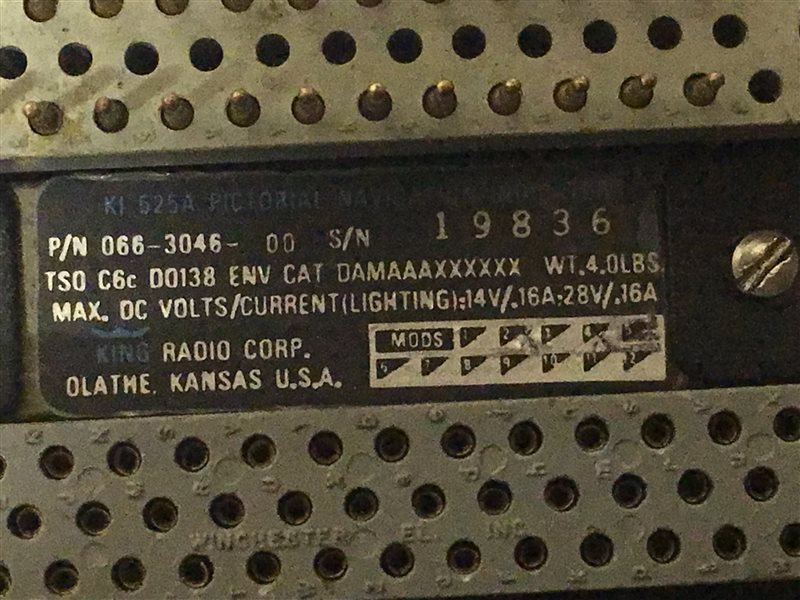 KI 525A PICTORIAL NAVIGATION INDICATOR
P/N 066-3046- 00 S/N 19836
TSO C6c DO138 ENV CAT DAMAAAXXXXXX WT.4.0LBS.
MAX. DC VOLTS/CURRENT(LIGHTING):14V/.16A;28V/.16A
KING RADIO CORP.
OLATHE, KANSAS U.S.A.
MODS 1 2 3 4 5
6 7 8 9 10 11 12
WINCHESTER EL. INC.